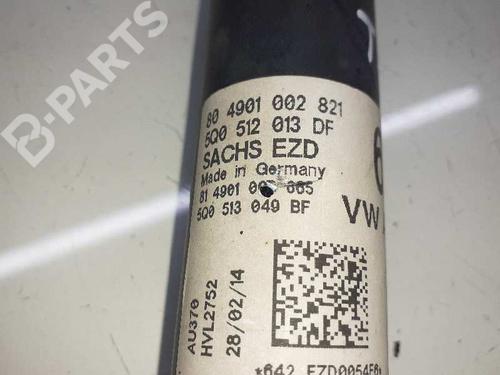 B-PARTS
80 4901 002 821
5Q0 512 013 DF
SACHS EZD
Made in Germany
5Q0 513 049 BF
VW
AU370
HVL2752
28/02/14